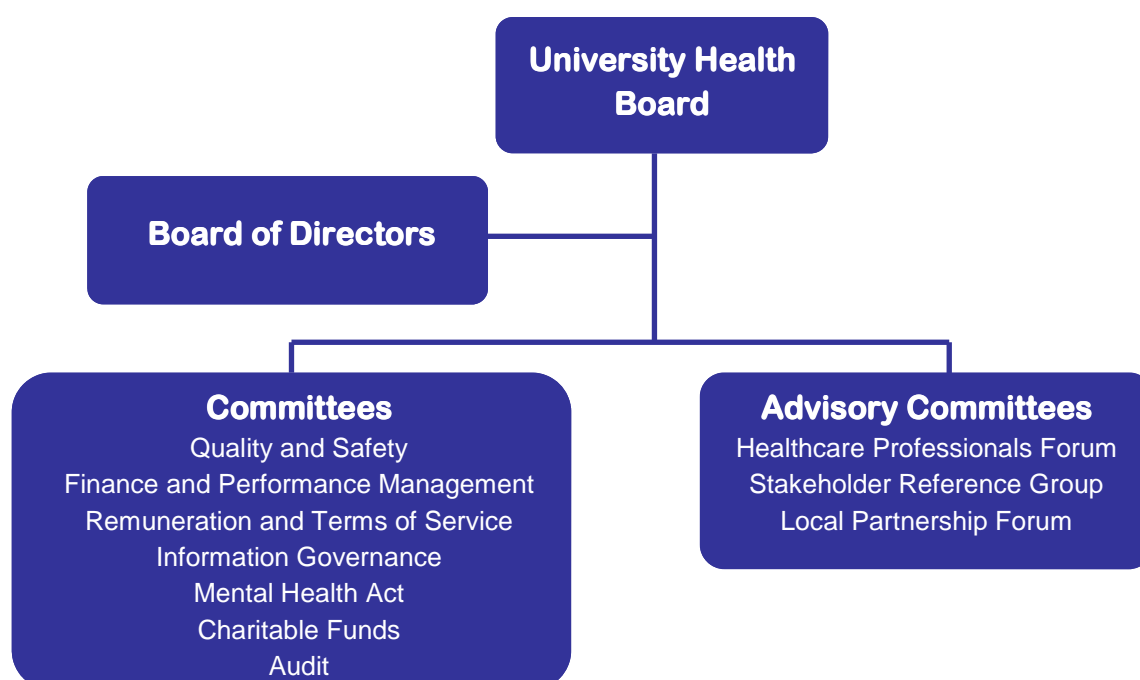 University Health
Board
Board of Directors
Committees
Quality and Safety
Finance and Performance Management
Remuneration and Terms of Service
Information Governance
Mental Health Act
Charitable Funds
Audit
Advisory Committees
Healthcare Professionals Forum
Stakeholder Reference Group
Local Partnership Forum